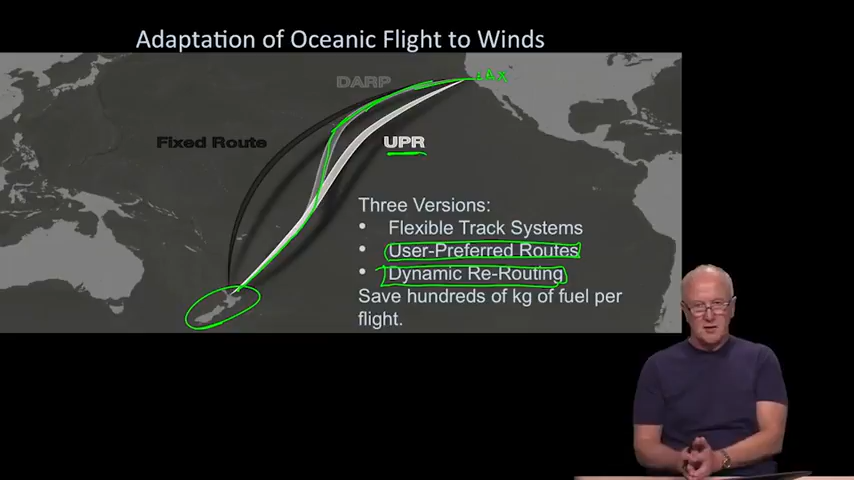 Adaptation of Oceanic Flight to Winds
DARP
LAX
Fixed Route
UPR
Three Versions:
• Flexible Track Systems
• User-Preferred Routes
• Dynamic Re-Routing
Save hundreds of kg of fuel per
flight.